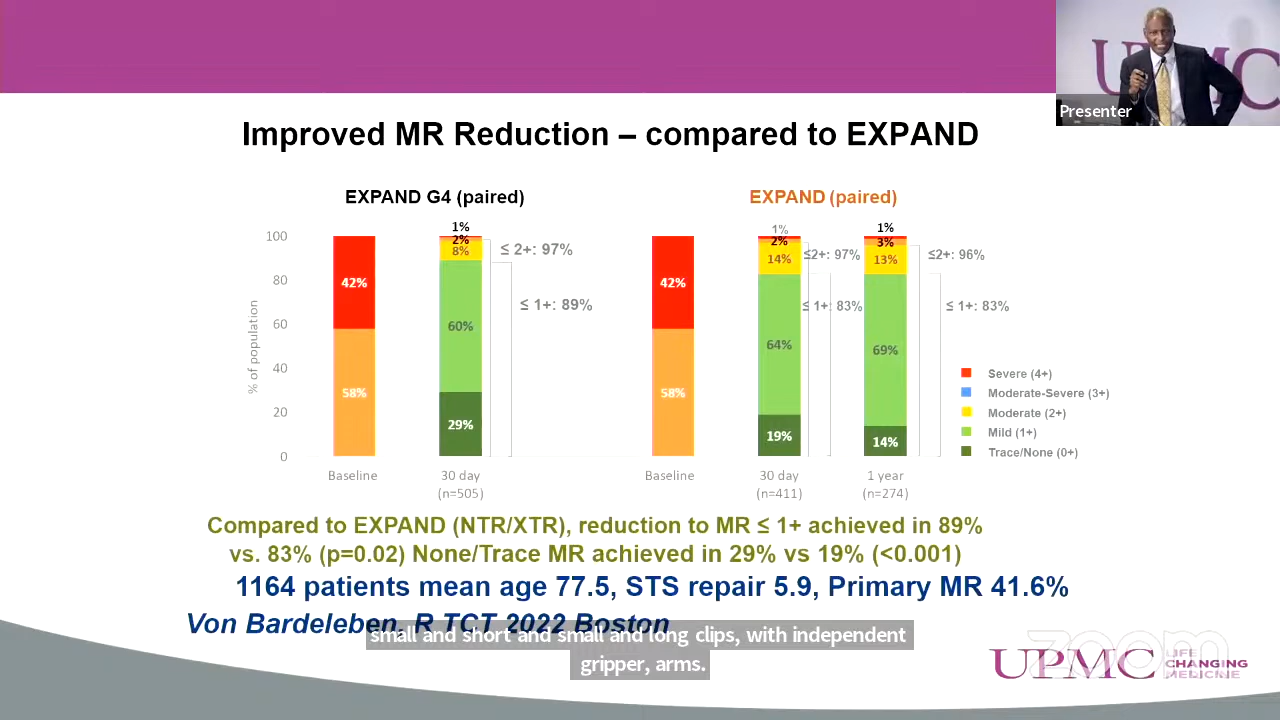 UPMC
Presenter
Improved MR Reduction – compared to EXPAND
EXPAND G4 (paired)
EXPAND (paired)
% of population
100
80
60
40
20
0
42%
58%
Baseline
1%
2%
8%
60%
29%
30 day
(n=505)
≤ 2+: 97%
≤ 1+: 89%
42%
58%
Baseline
1%
2%
14%
64%
19%
30 day
(n=411)
≤2+: 97%
≤ 1+: 83%
1%
3%
13%
69%
14%
1 year
(n=274)
≤2+: 96%
≤ 1+: 83%
Severe (4+)
Moderate-Severe (3+)
Moderate (2+)
Mild (1+)
Trace/None (0+)
Compared to EXPAND (NTR/XTR), reduction to MR ≤ 1+ achieved in 89%
vs. 83% (p=0.02) None/Trace MR achieved in 29% vs 19% (<0.001)
1164 patients mean age 77.5, STS repair 5.9, Primary MR 41.6%
Von Bardeleben, R TCT 2022 Boston
small and short and small and long clips, with independent
gripper, arms.
zoom
UPMC LIFE
CHANGING
MEDICINE